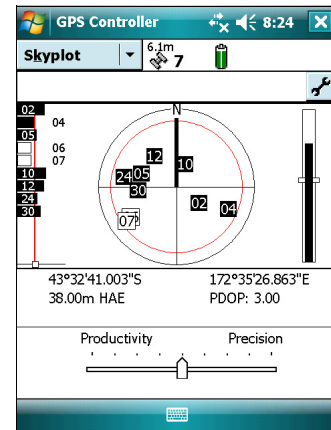 GPS Controller 8:24
Skyplot 6.1m 7
02
04
05
06
07
10
12
24
30
N
12
10
24 05
30
02 04
07
43°32'41.003"S 172°35'26.863"E
38.00m HAE PDOP: 3.00
Productivity Precision